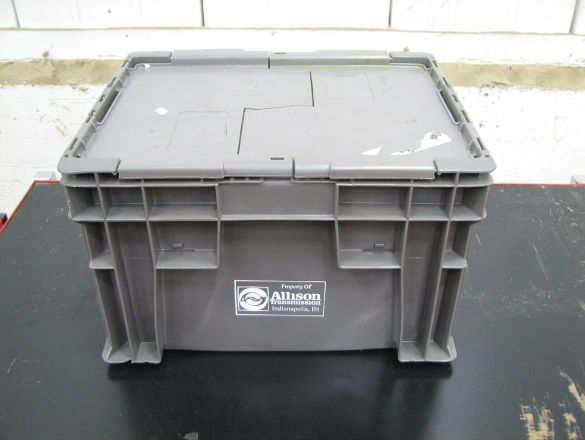 Property Of
Allison
Transmission
Indianapolis, IN